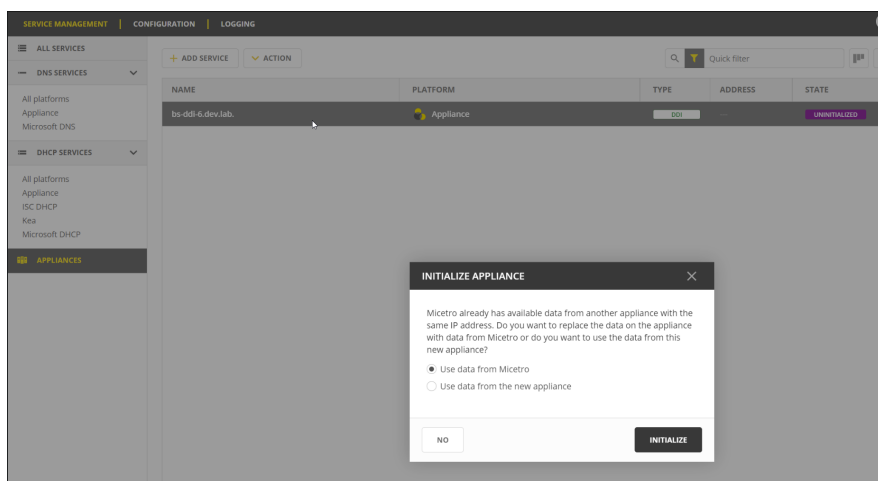 SERVICE MANAGEMENT | CONFIGURATION | LOGGING
ALL SERVICES
DNS SERVICES
All platforms
Appliance
Microsoft DNS
DHCP SERVICES
All platforms
Appliance
ISC DHCP
Kea
Microsoft DHCP
APPLIANCES
+ ADD SERVICE ACTION
Quick filter
NAME PLATFORM TYPE ADDRESS STATE
bs-ddi-6.dev.lab. Appliance DDI — UNINITIALIZED
INITIALIZE APPLIANCE
Micetro already has available data from another appliance with the
same IP address. Do you want to replace the data on the appliance
with data from Micetro or do you want to use the data from this
new appliance?
Use data from Micetro
Use data from the new appliance
NO INITIALIZE